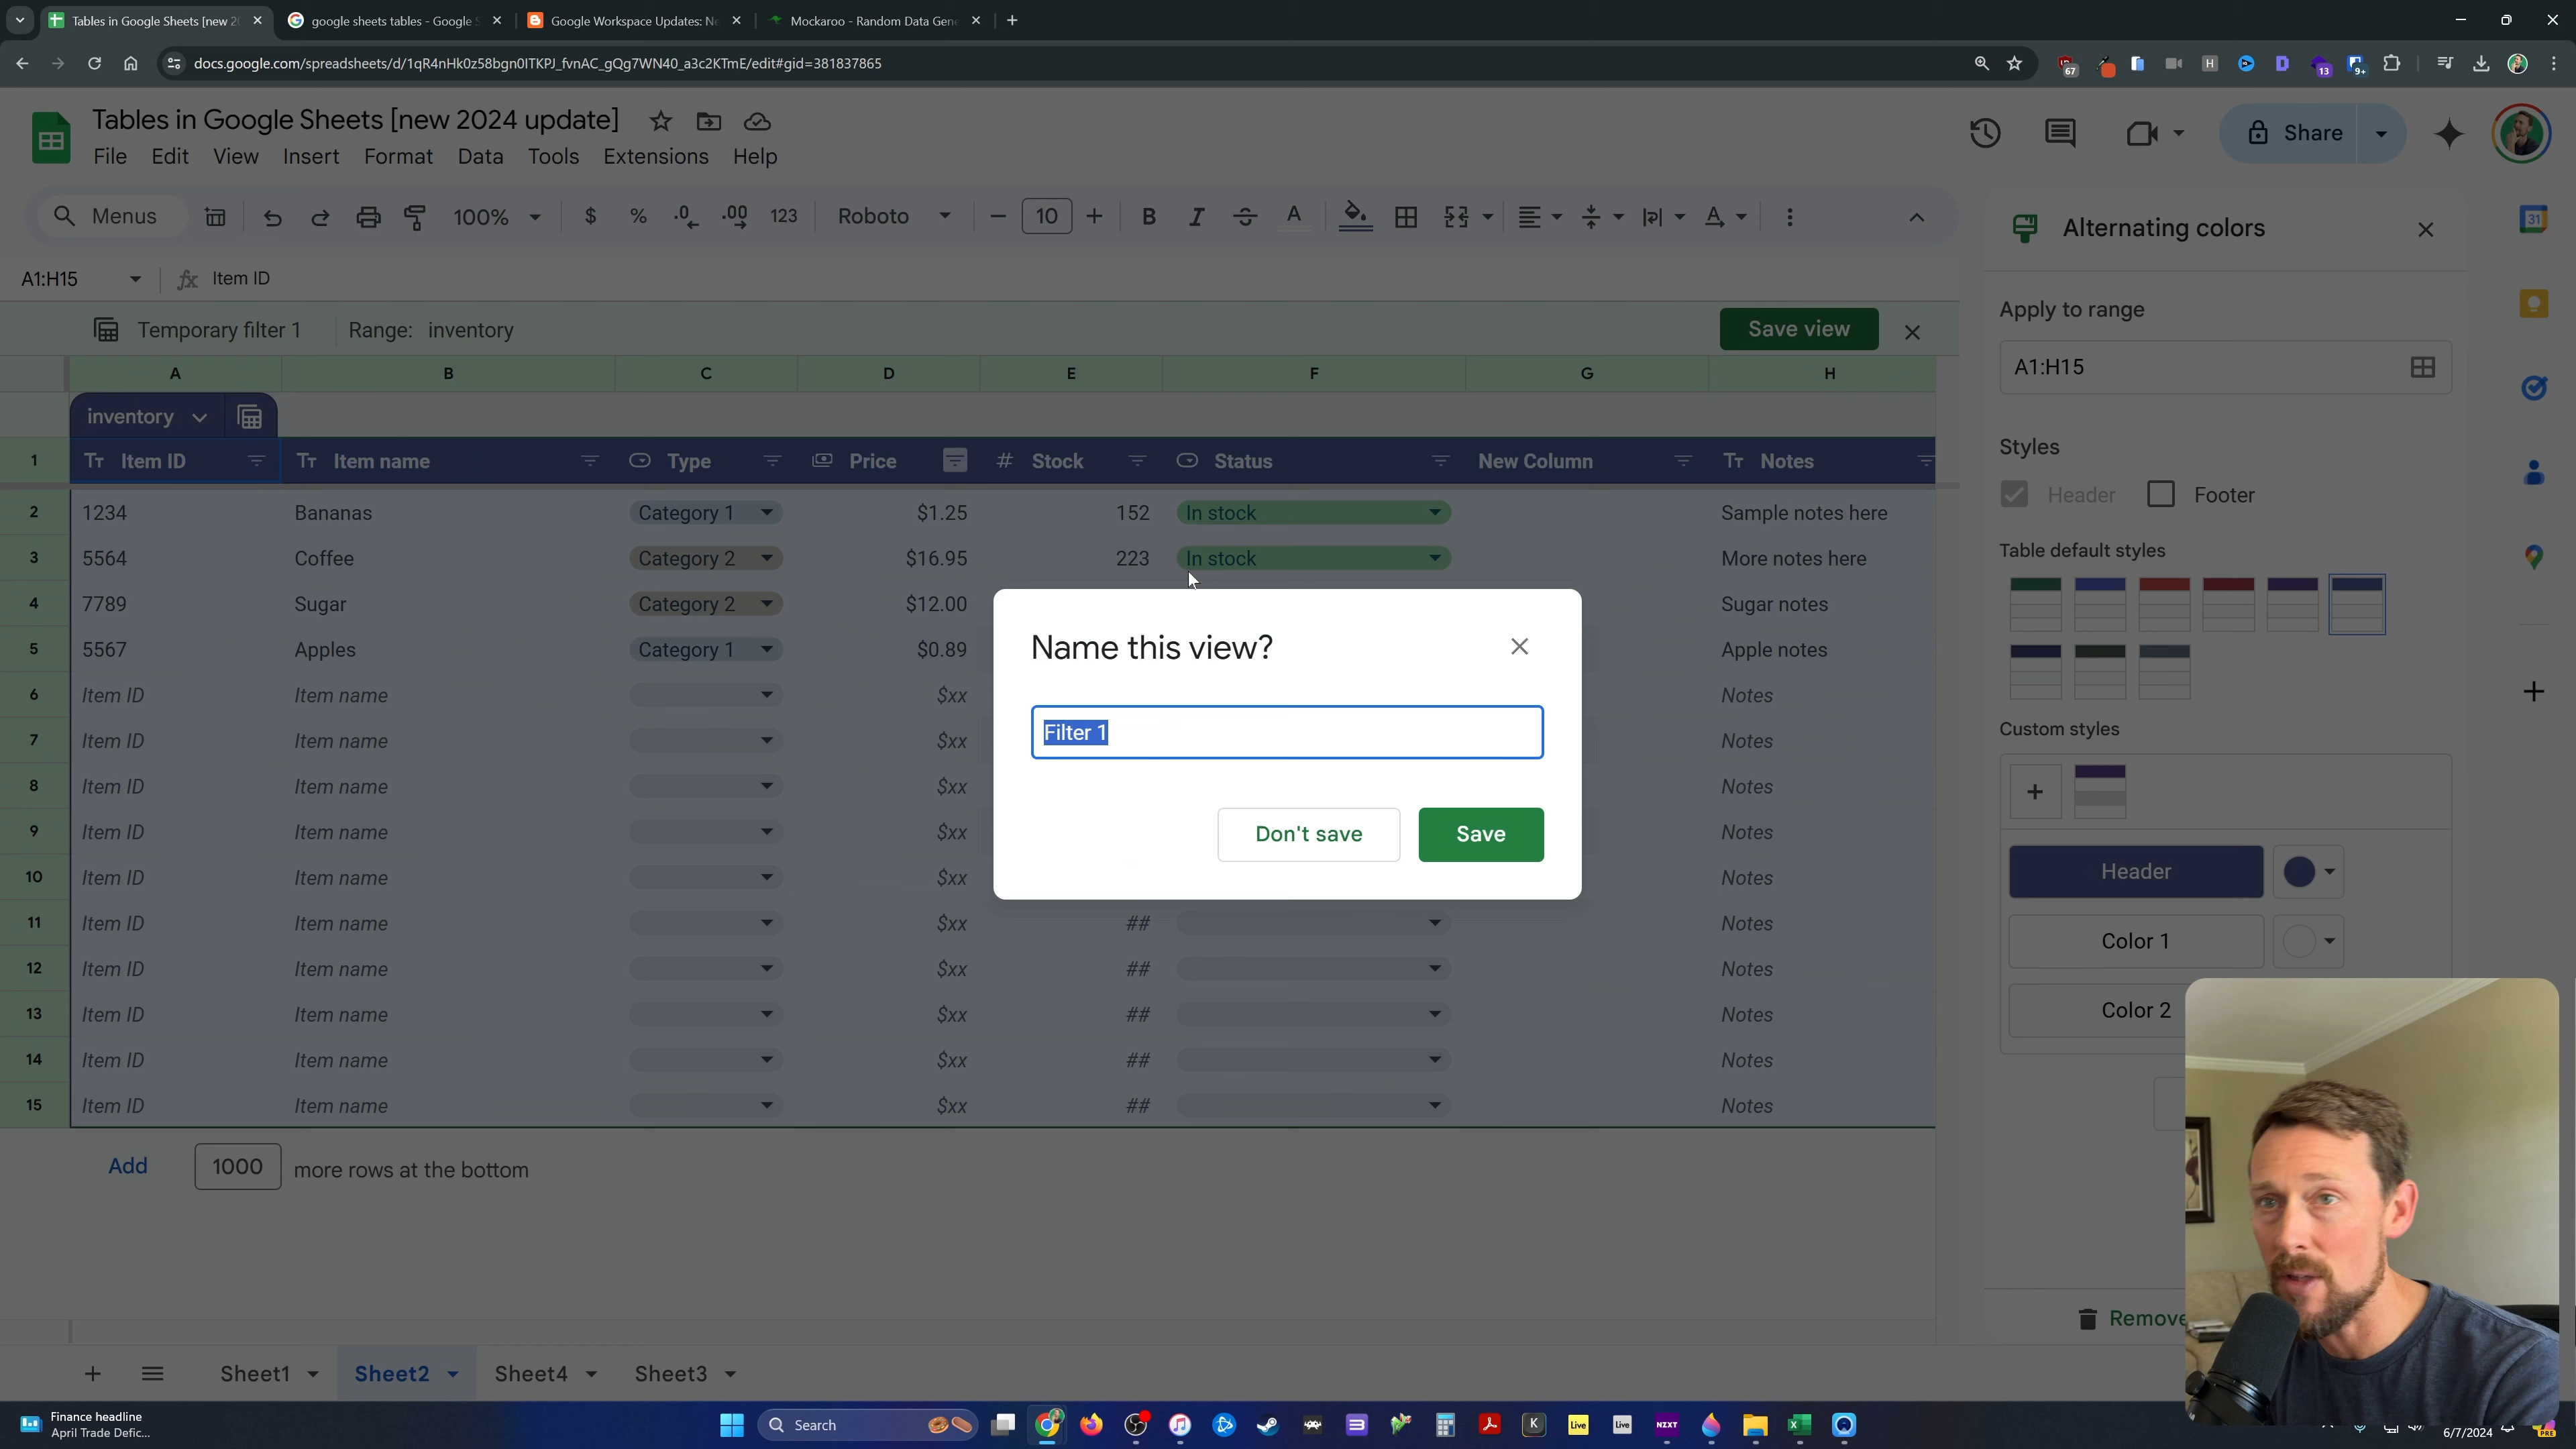 Tables in Google Sheets [new 20
google sheets tables - Google S
Google Workspace Updates: Ne
Mockaroo - Random Data Gene
docs.google.com/spreadsheets/d/1qR4nHk0z58bgn0ITKPJ_fvnAC_gQg7WN40_a3c2KTmE/edit#gid=381837865
67
13
9+
Tables in Google Sheets [new 2024 update]
File Edit View Insert Format Data Tools Extensions Help
Share
Menus
100%
$ % .0 .00 123
Roboto
10
B I S A
A1:H15
fx Item ID
Temporary filter 1
Range: inventory
Save view
A B C D E F G H
inventory
1 Item ID Item name Type Price # Stock Status New Column Notes
2 1234 Bananas Category 1 $1.25 152 In stock Sample notes here
3 5564 Coffee Category 2 $16.95 223 In stock More notes here
4 7789 Sugar Category 2 $12.00 Sugar notes
5 5567 Apples Category 1 $0.89 Apple notes
6 Item ID Item name $xx Notes
7 Item ID Item name $xx Notes
8 Item ID Item name $xx Notes
9 Item ID Item name $xx Notes
10 Item ID Item name $xx Notes
11 Item ID Item name $xx ## Notes
12 Item ID Item name $xx ## Notes
13 Item ID Item name $xx ## Notes
14 Item ID Item name $xx ## Notes
15 Item ID Item name $xx ## Notes
Add 1000 more rows at the bottom
Name this view?
Filter 1
Don't save
Save
Alternating colors
Apply to range
A1:H15
Styles
Header
Footer
Table default styles
Custom styles
Header
Color 1
Color 2
Remove
31
Sheet1 Sheet2 Sheet4 Sheet3
Finance headline
April Trade Defic...
Search
K
Live
Live
NZXT
6/7/2024
PRE